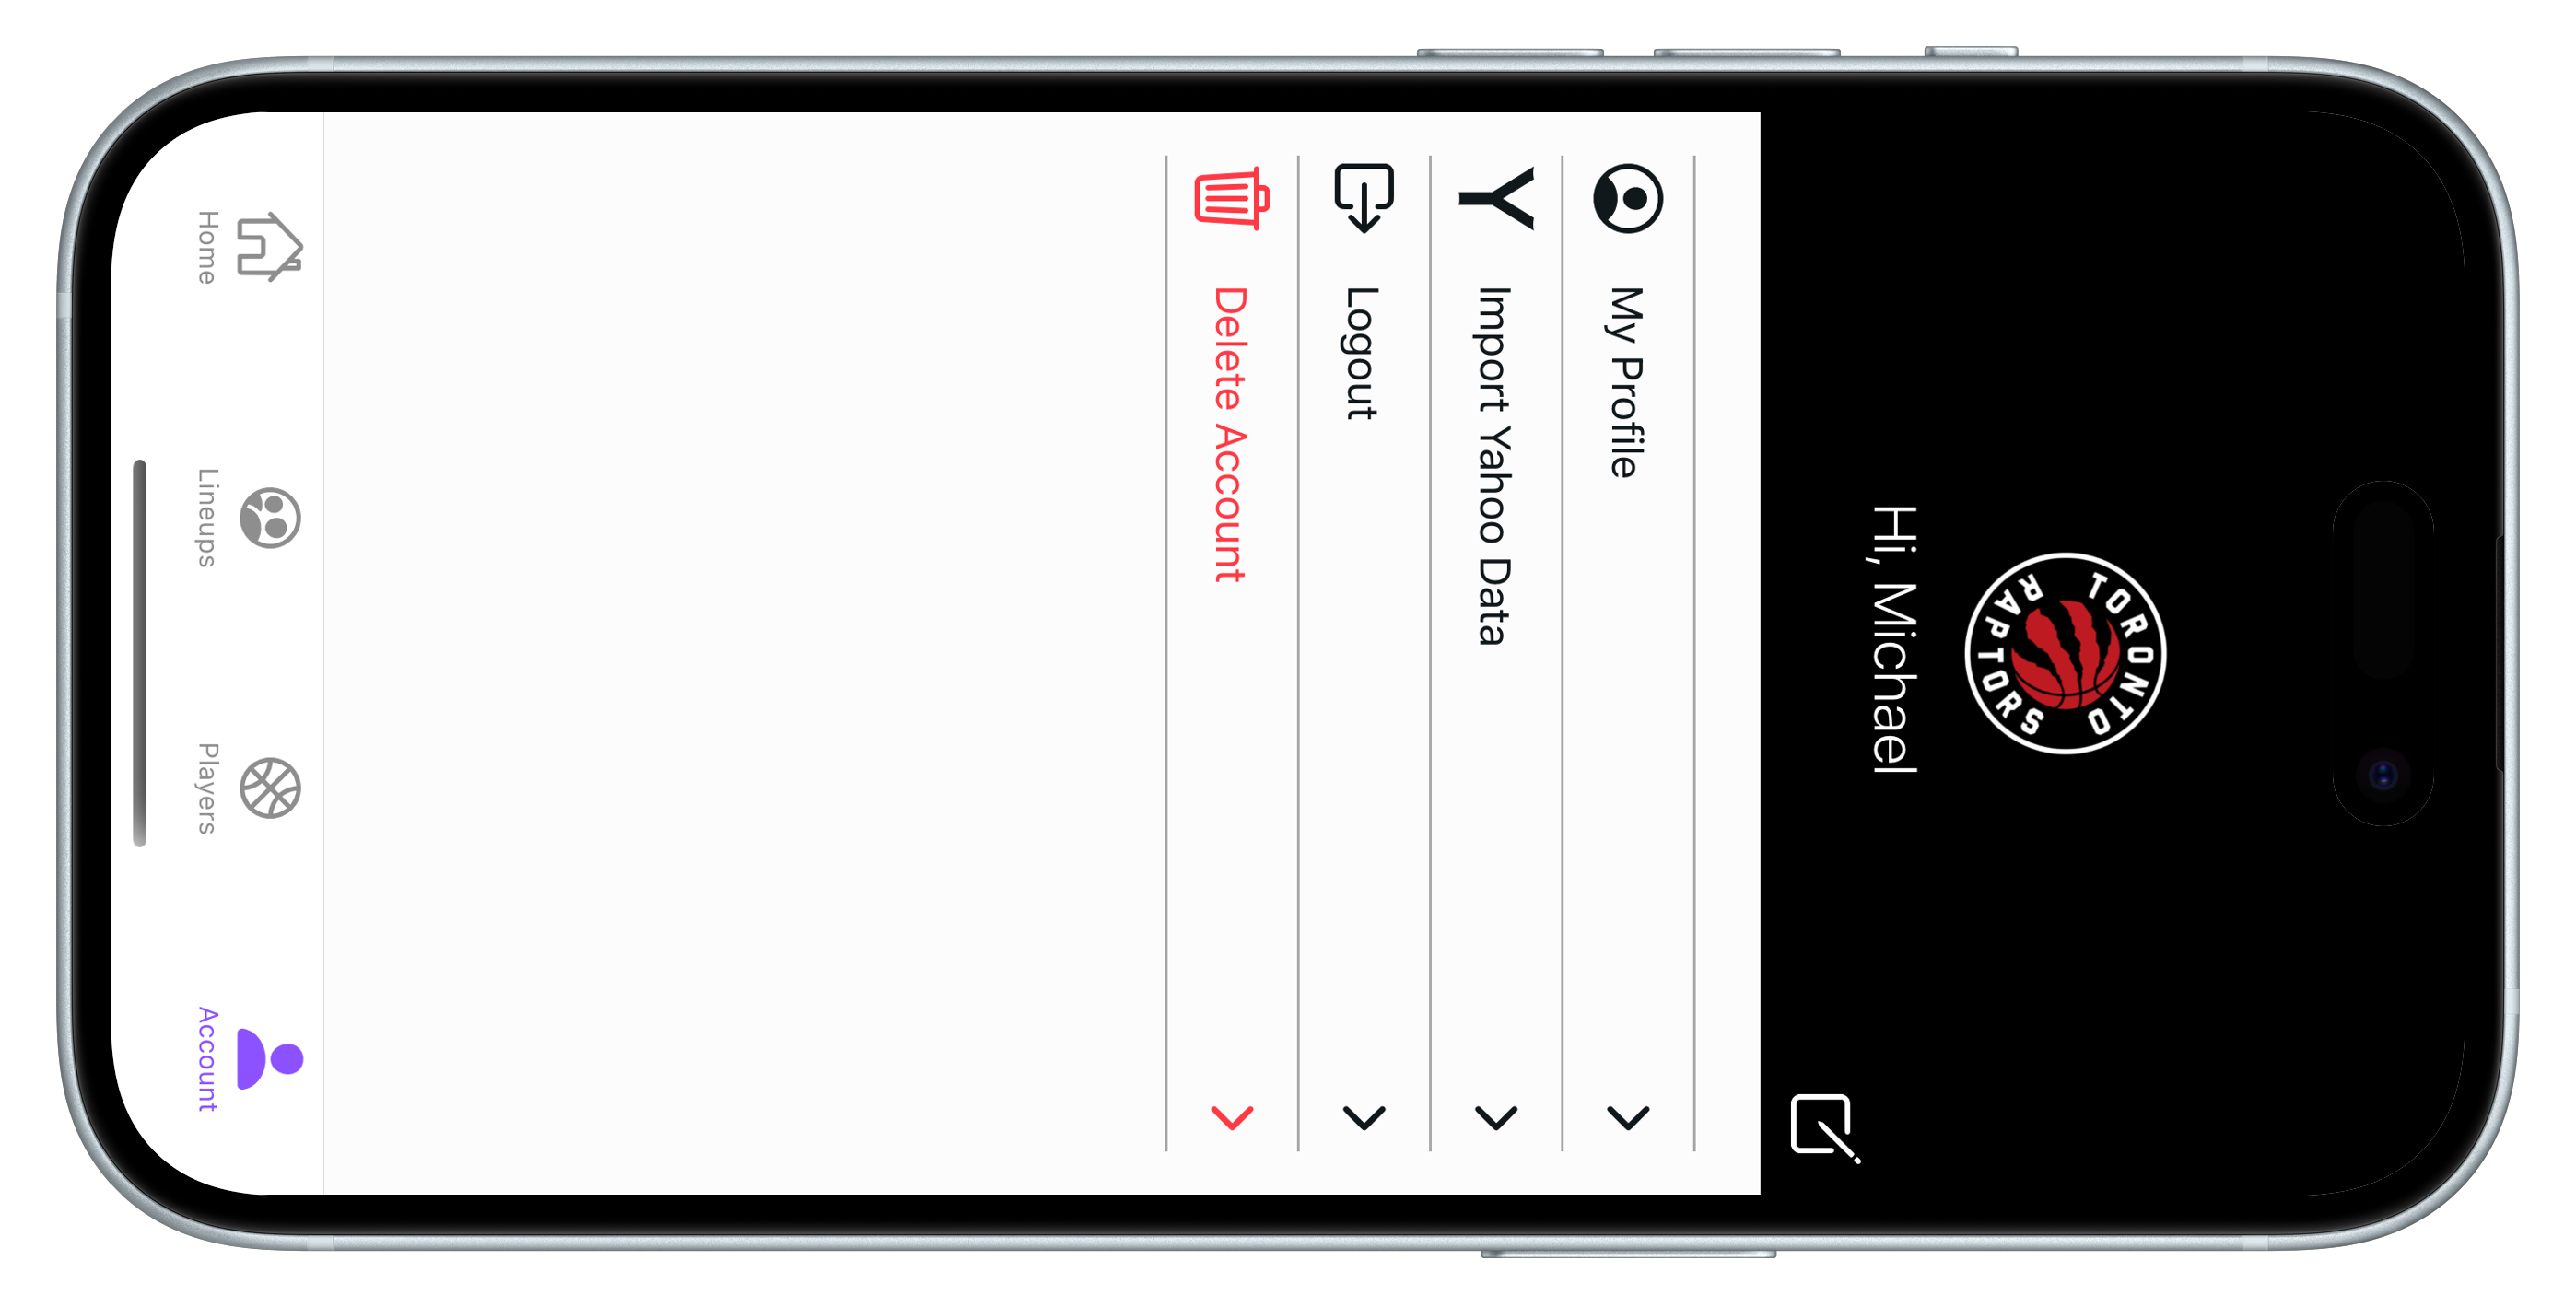 TORONTO
RAPTORS
Hi, Michael
My Profile
Import Yahoo Data
Logout
Delete Account
Home
Lineups
Players
Account